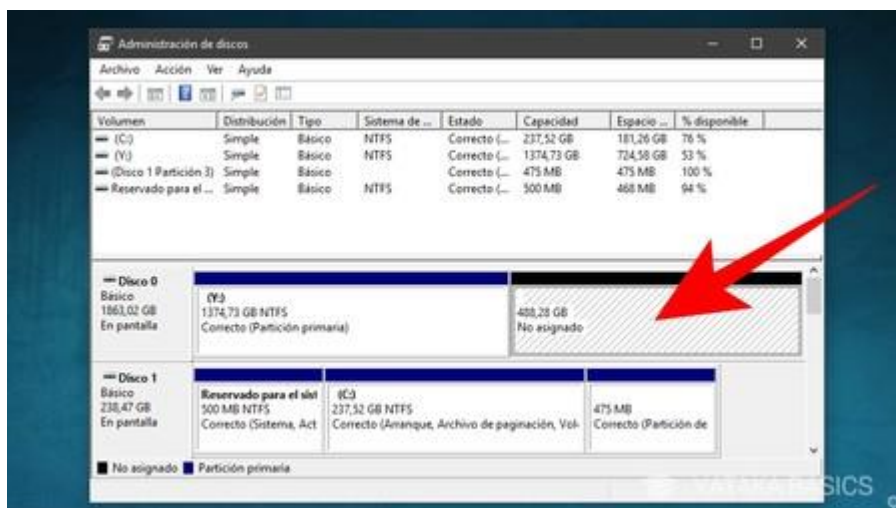 Administración de discos
Archivo Acción Ver Ayuda
Volumen Distribución Tipo Sistema de ... Estado Capacidad Espacio ... % disponible
(C:) Simple Básico NTFS Correcto (... 237,52 GB 181,26 GB 76 %
(Y:) Simple Básico NTFS Correcto (... 1374,73 GB 724,58 GB 53 %
(Disco 1 Partición 3) Simple Básico Correcto (... 475 MB 475 MB 100 %
Reservado para el ... Simple Básico NTFS Correcto (... 500 MB 468 MB 94 %
Disco 0
Básico
1863,02 GB
En pantalla
(Y:)
1374,73 GB NTFS
Correcto (Partición primaria)
488,28 GB
No asignado
Disco 1
Básico
238,47 GB
En pantalla
Reservado para el sist
500 MB NTFS
Correcto (Sistema, Act
(C:)
237,52 GB NTFS
Correcto (Arranque, Archivo de paginación, Vol
475 MB
Correcto (Partición de
No asignado Partición primaria
BASICS